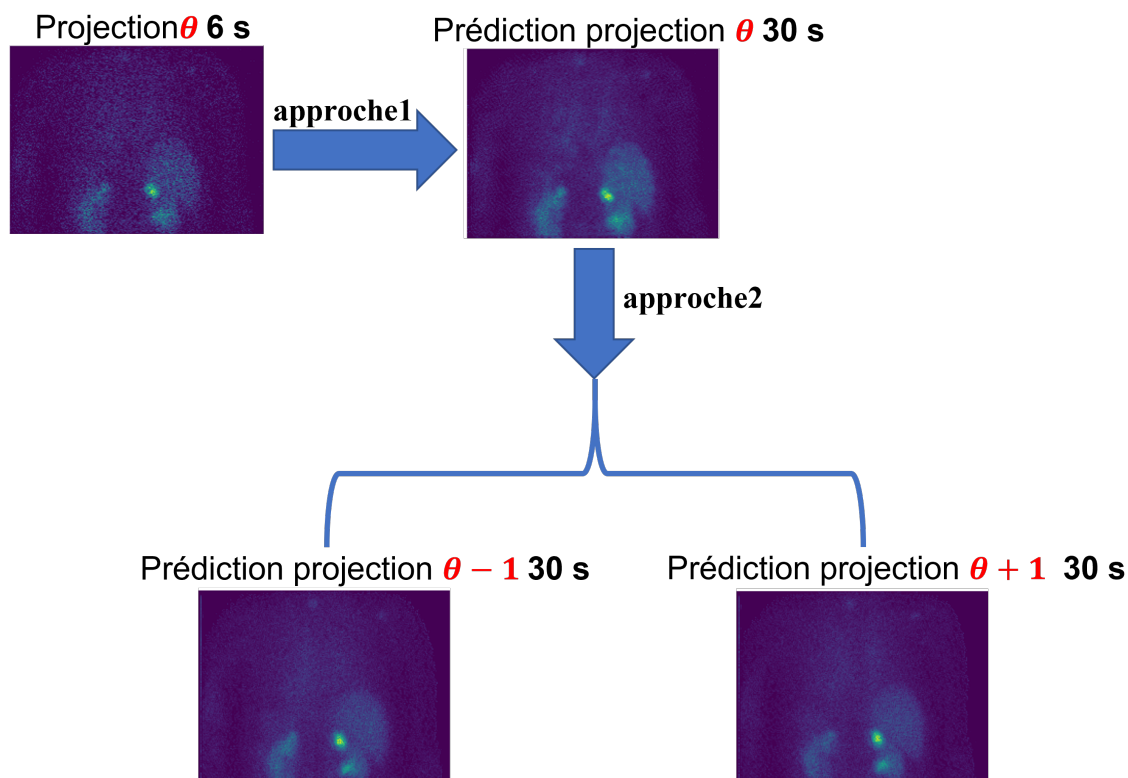 Projectionθ 6 s
Prédiction projection θ 30 s
approche1
approche2
Prédiction projection θ − 1 30 s
Prédiction projection θ + 1 30 s